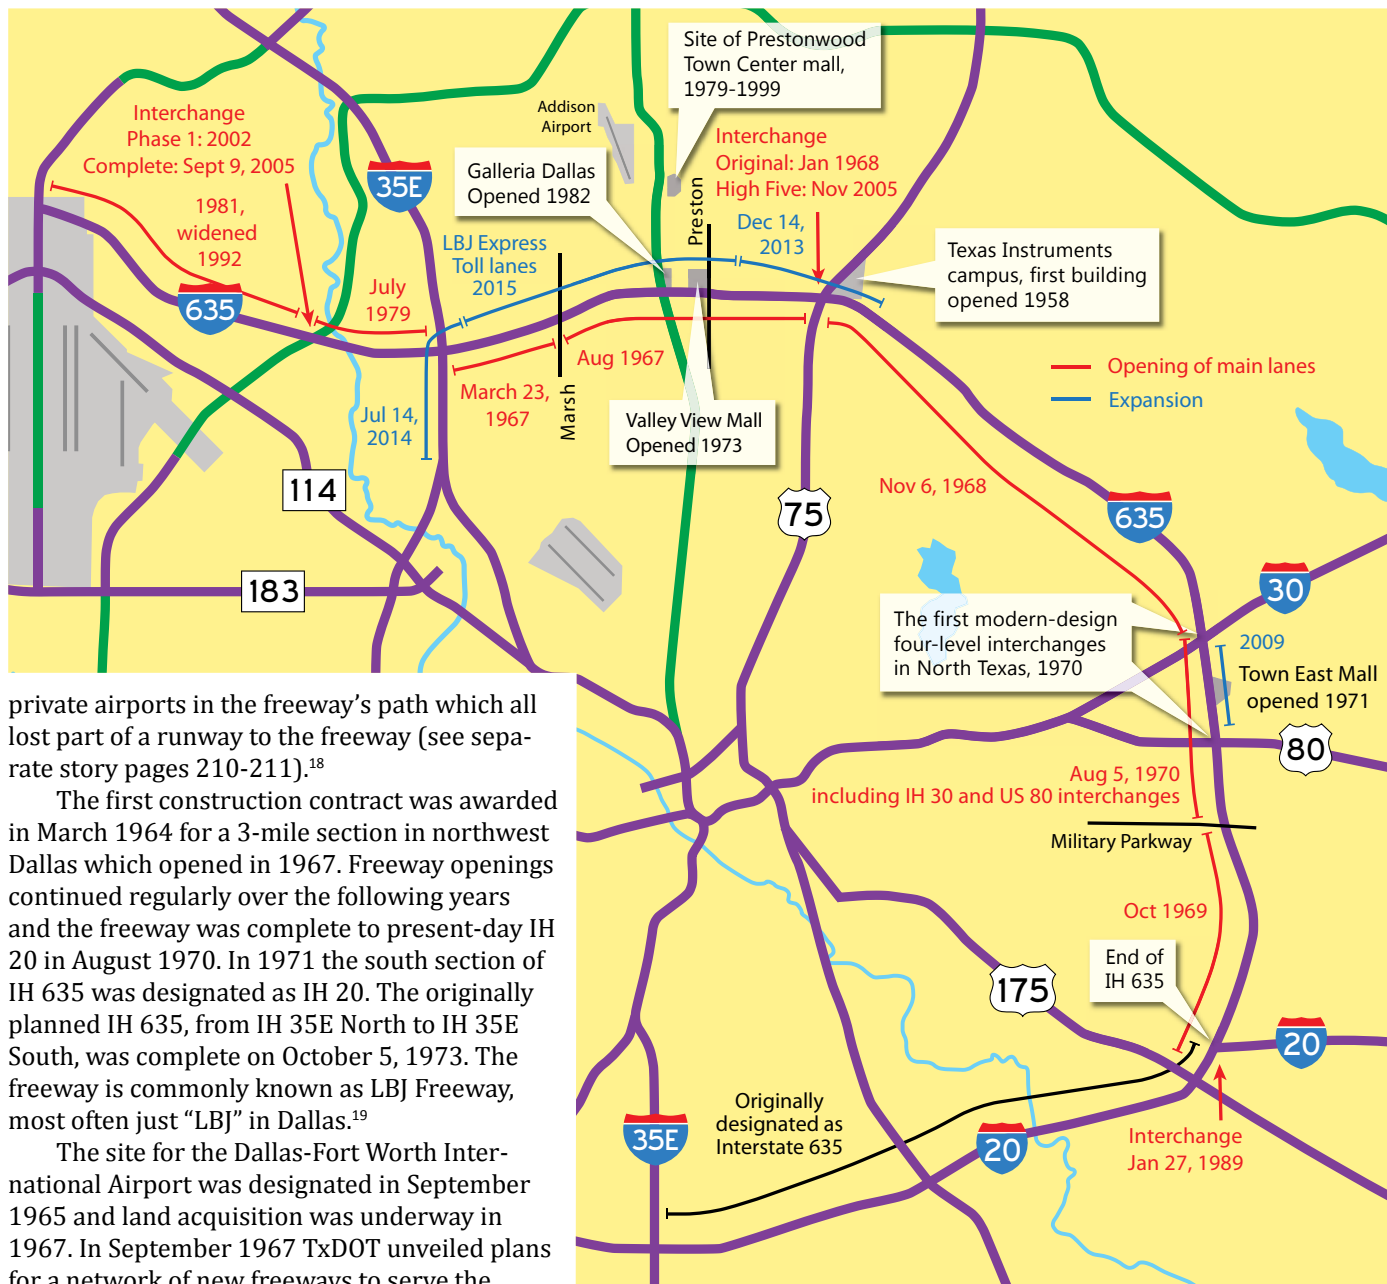 Site of Prestonwood
Town Center mall,
1979-1999
Addison
Airport
Interchange
Phase 1: 2002
Complete: Sept 9, 2005
Interchange
Original: Jan 1968
High Five: Nov 2005
Galleria Dallas
Opened 1982
35E
1981,
widened
1992
LBJ Express
Toll lanes
2015
Preston
Dec 14,
2013
Texas Instruments
campus, first building
opened 1958
635
July
1979
Aug 1967
Opening of main lanes
Expansion
March 23,
1967
Marsh
Jul 14,
2014
Valley View Mall
Opened 1973
114
Nov 6, 1968
75
635
183
30
The first modern-design
four-level interchanges
in North Texas, 1970
2009
Town East Mall
opened 1971
80
Aug 5, 1970
including IH 30 and US 80 interchanges
Military Parkway
Oct 1969
End of
IH 635
175
20
Originally
designated as
Interstate 635
35E
20
Interchange
Jan 27, 1989
private airports in the freeway’s path which all
lost part of a runway to the freeway (see sepa-
rate story pages 210-211).18
The first construction contract was awarded
in March 1964 for a 3-mile section in northwest
Dallas which opened in 1967. Freeway openings
continued regularly over the following years
and the freeway was complete to present-day IH
20 in August 1970. In 1971 the south section of
IH 635 was designated as IH 20. The originally
planned IH 635, from IH 35E North to IH 35E
South, was complete on October 5, 1973. The
freeway is commonly known as LBJ Freeway,
most often just “LBJ” in Dallas.19
The site for the Dallas-Fort Worth Inter-
national Airport was designated in September
1965 and land acquisition was underway in
1967. In September 1967 TxDOT unveiled plans
for a network of new freeways to serve the